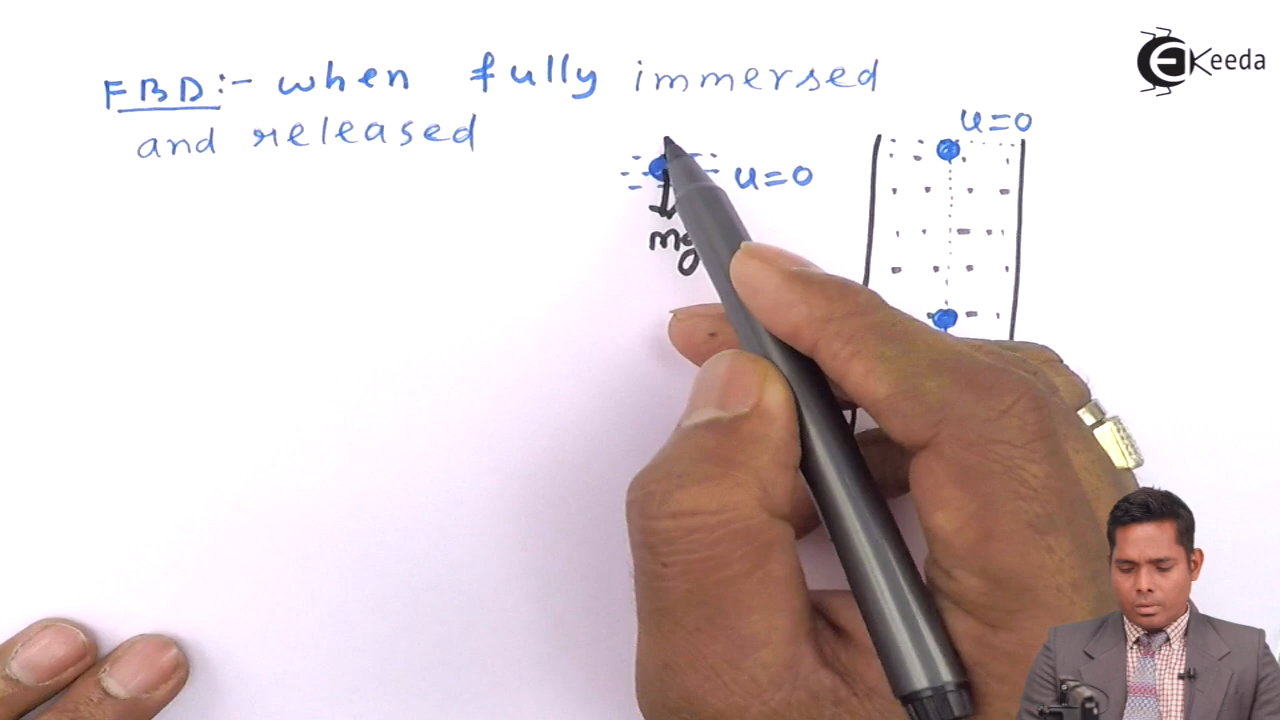 FBD:- when fully immersed
and released
u=0
u=0
mg
Keeda